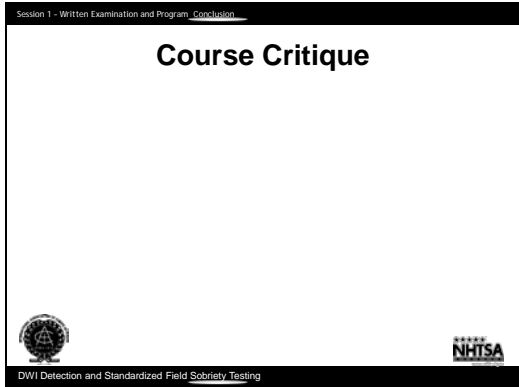 Session 1 - Written Examination and Program Conclusion
Course Critique
NHTSA
DWI Detection and Standardized Field Sobriety Testing